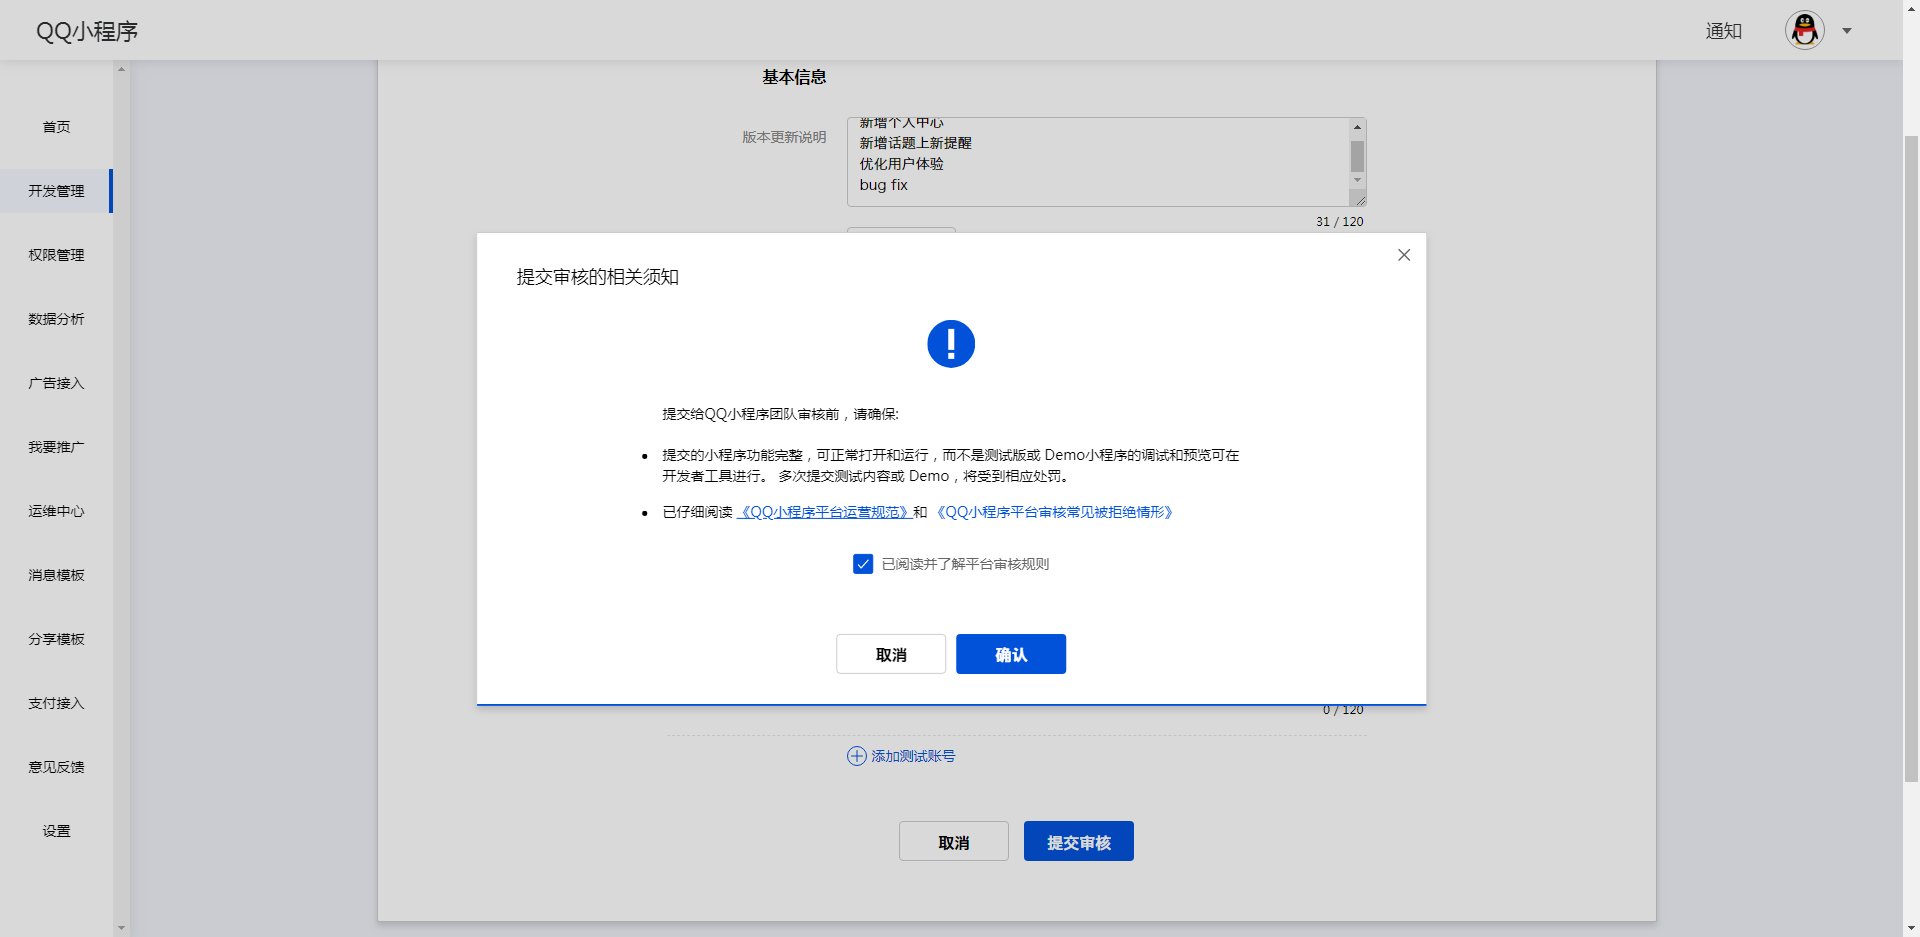 QQ小程序
通知
首页
开发管理
权限管理
数据分析
广告接入
我要推广
运维中心
消息模板
分享模板
支付接入
意见反馈
设置
基本信息
版本更新说明
新增个人中心
新增话题上新提醒
优化用户体验
bug fix
31 / 120
提交审核的相关须知
提交给QQ小程序团队审核前，请确保:
提交的小程序功能完整，可正常打开和运行，而不是测试版或 Demo小程序的调试和预览可在
开发者工具进行。 多次提交测试内容或 Demo，将受到相应处罚。
已仔细阅读 《QQ小程序平台运营规范》和 《QQ小程序平台审核常见被拒绝情形》
已阅读并了解平台审核规则
取消
确认
0 / 120
添加测试账号
取消
提交审核